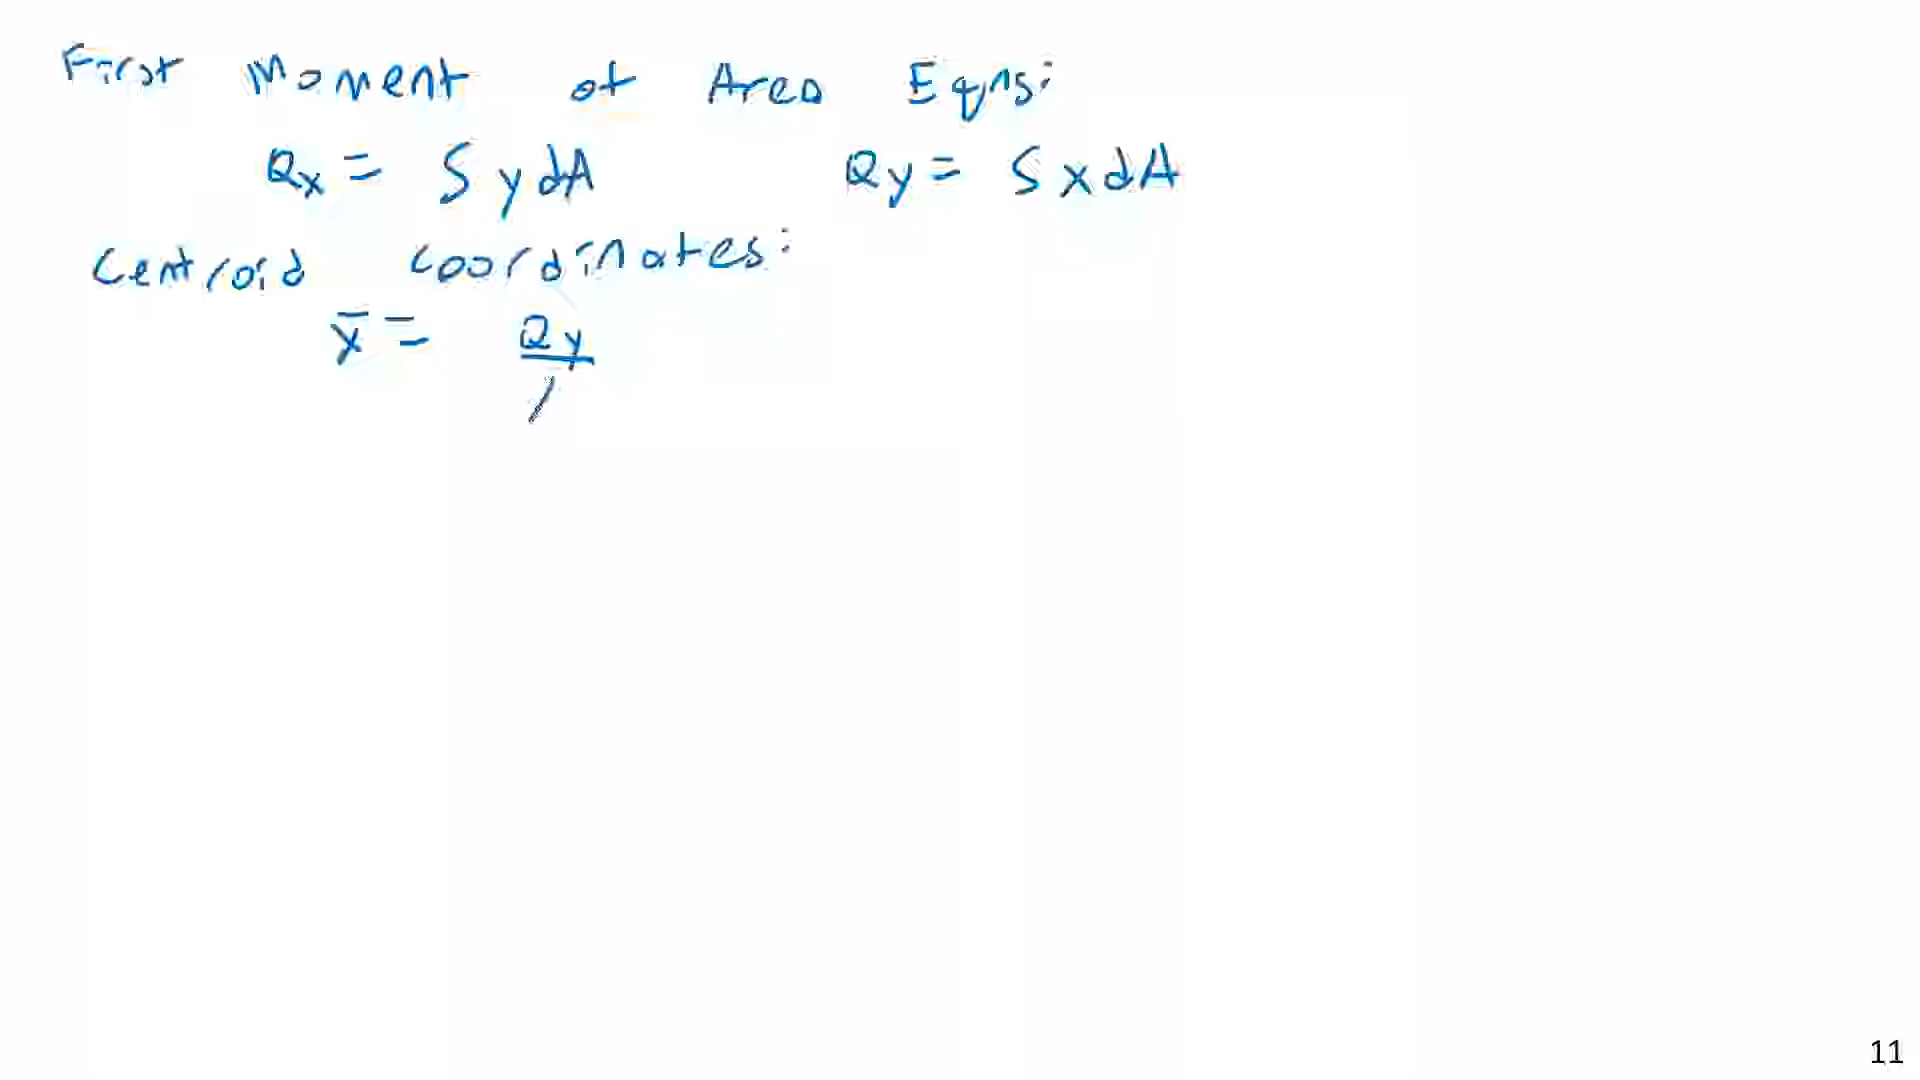 First Moment of Area Eqns:
Qx = ∫ y dA Qy = ∫ x dA
Centroid Coordinates:
x̄ = Qy
/
11